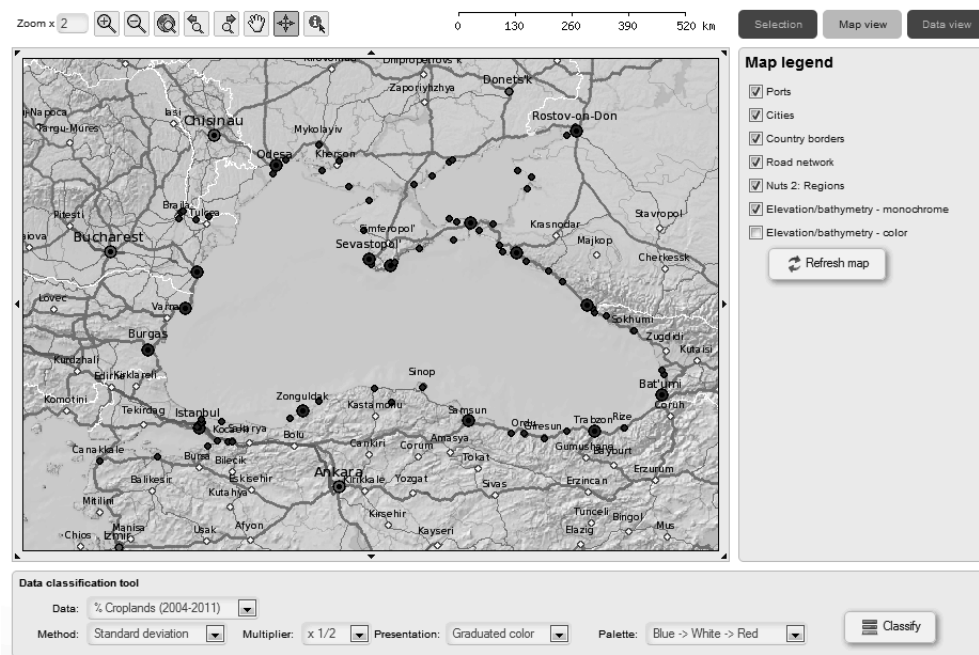 Zoom x 2
0 130 260 390 520 km
Selection Map view Data view
Map legend
Ports
Cities
Country borders
Road network
Nuts 2: Regions
Elevation/bathymetry - monochrome
Elevation/bathymetry - color
Refresh map
Donets'k
Zaporiyhzhya
Rostov-on-Don
Iasi
Chisinau
Mykolayiv
Targu-Mures
Odesa
Kherson
Braila
Tulcea
Pitesti
Bucharest
Simferopol'
Sevastopol'
Krasnodar
Stavropol
Majkop
Cherkessk
Lovec
Varna
Sokhumi
Burgas
Zugdidi
Kutaisi
Kurdzhali
Edirne
Kirklareli
Sinop
Bat'umi
Komotini
Tekirdag
Istanbul
Zonguldak
Kastamonu
Samsun
Ordu
Giresun
Trabzon
Rize
Coruh
Kocaeli
Sakarya
Bolu
Canakkale
Bursa
Bilecik
Cankiri
Corum
Amasya
Gumushane
Bayburt
Tokat
Ankara
Kirikkale
Yozgat
Sivas
Erzincan
Erzurum
Balikesir
Eskisehir
Kutahya
Mitilini
Kirsehir
Tunceli
Bingol
Mus
Chios
Izmir
Manisa
Usak
Afyon
Kayseri
Elazig
Data classification tool
Data: % Croplands (2004-2011)
Method: Standard deviation Multiplier: x 1/2 Presentation: Graduated color Palette: Blue -> White -> Red Classify